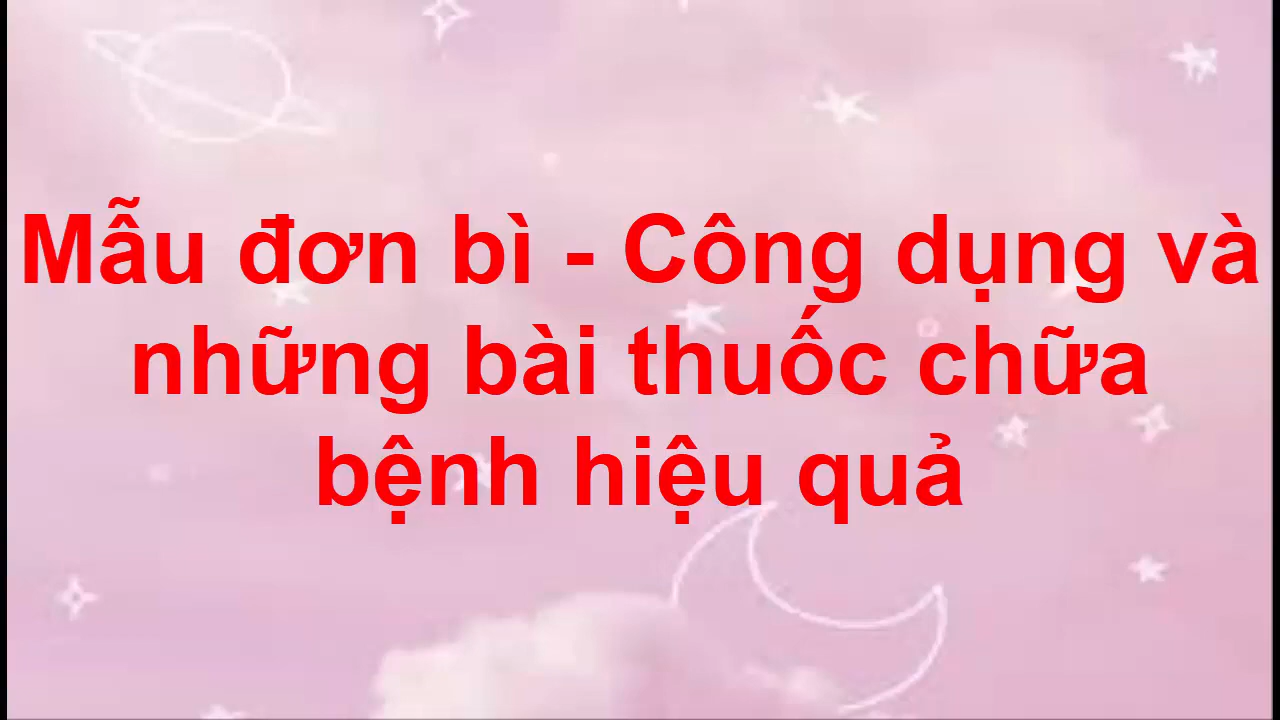 Mẫu đơn bì - Công dụng và
những bài thuốc chữa
bệnh hiệu quả